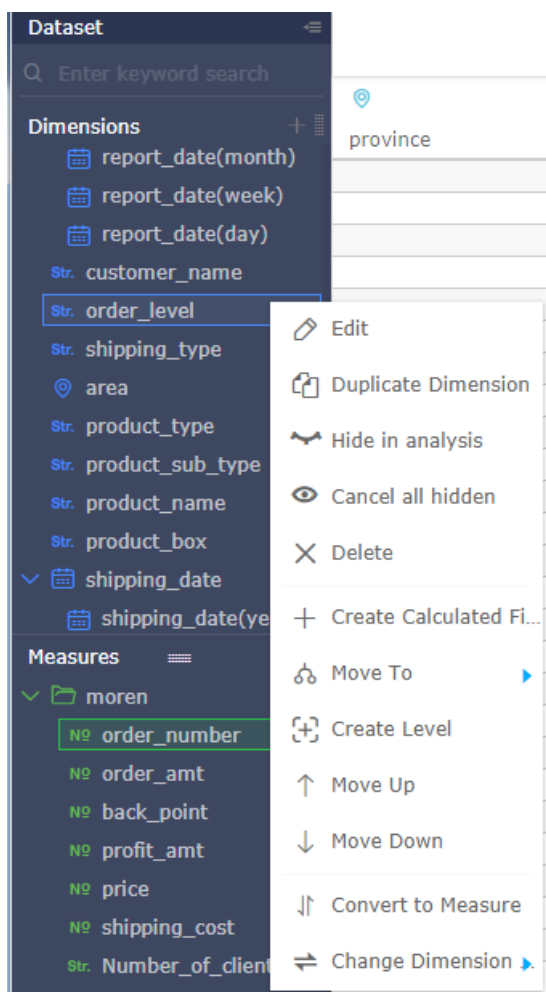 Dataset
Enter keyword search
Dimensions
report_date(month)
report_date(week)
report_date(day)
Str. customer_name
Str. order_level
Str. shipping_type
area
Str. product_type
Str. product_sub_type
Str. product_name
Str. product_box
shipping_date
shipping_date(ye
Measures
moren
Nº order_number
Nº order_amt
Nº back_point
Nº profit_amt
Nº price
Nº shipping_cost
Str. Number_of_client
province
Edit
Duplicate Dimension
Hide in analysis
Cancel all hidden
Delete
Create Calculated Fi...
Move To
Create Level
Move Up
Move Down
Convert to Measure
Change Dimension ..